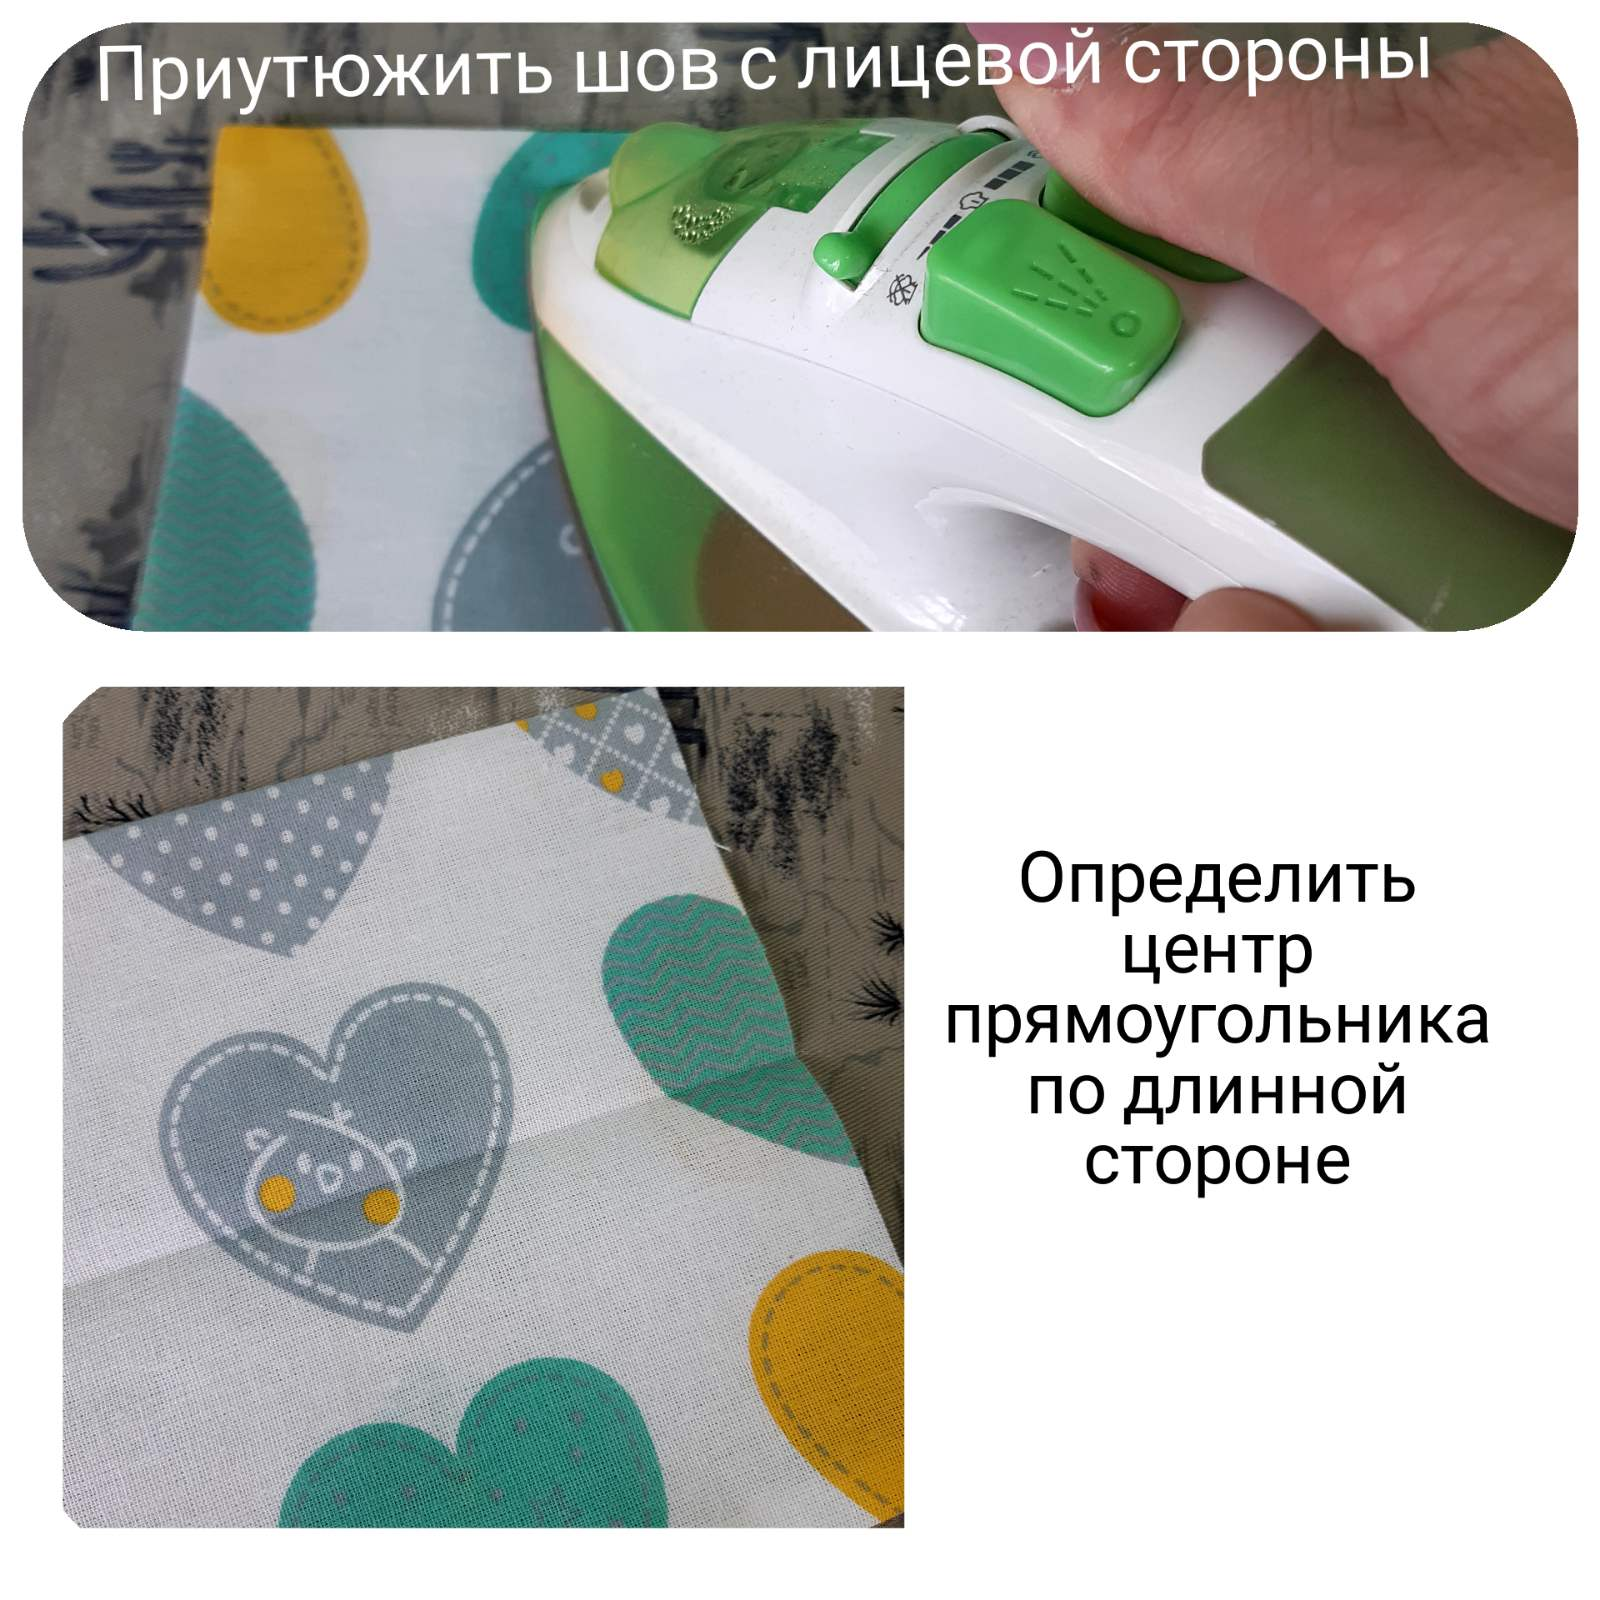 Приутюжить шов с лицевой стороны
Определить
центр
прямоугольника
по длинной
стороне